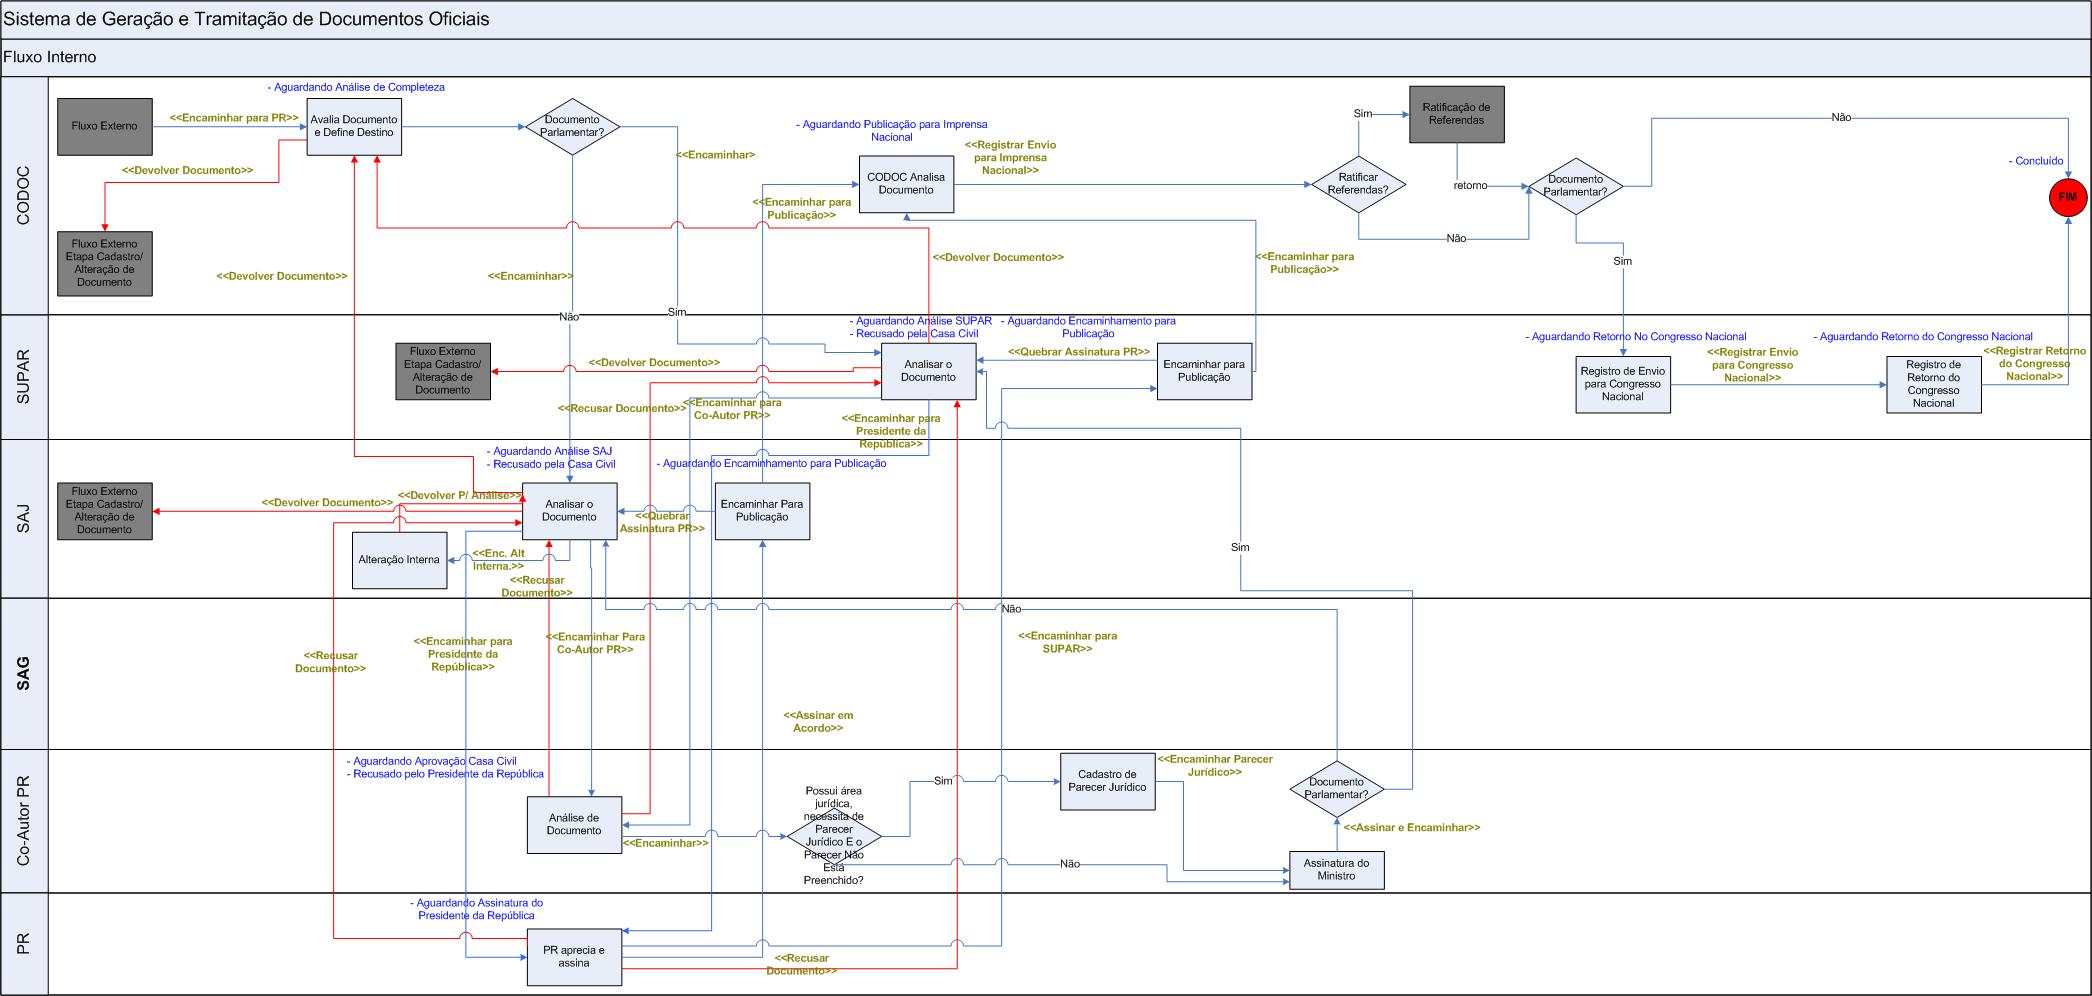 Sistema de Geração e Tramitação de Documentos Oficiais
Fluxo Interno
CODOC
Fluxo Externo
<<Encaminhar para PR>>
- Aguardando Análise de Completeza
Avalia Documento
e Define Destino
Documento
Parlamentar?
<<Encaminhar>
<<Devolver Documento>>
Fluxo Externo
Etapa Cadastro/
Alteração de
Documento
<<Devolver Documento>>
<<Encaminhar>>
Não
Sim
- Aguardando Publicação para Imprensa
Nacional
CODOC Analisa
Documento
<<Registrar Envio
para Imprensa
Nacional>>
<<Encaminhar para
Publicação>>
<<Devolver Documento>>
<<Encaminhar para
Publicação>>
Ratificar
Referendas?
Sim
Ratificação de
Referendas
retorno
Não
Documento
Parlamentar?
Não
Sim
- Concluído
FIM
SUPAR
Fluxo Externo
Etapa Cadastro/
Alteração de
Documento
<<Devolver Documento>>
- Aguardando Análise SUPAR
- Recusado pela Casa Civil
Analisar o
Documento
- Aguardando Encaminhamento para
Publicação
<<Quebrar Assinatura PR>>
Encaminhar para
Publicação
<<Recusar Documento>>
<<Encaminhar para
Co-Autor PR>>
<<Encaminhar para
Presidente da
República>>
- Aguardando Retorno No Congresso Nacional
Registro de Envio
para Congresso
Nacional
<<Registrar Envio
para Congresso
Nacional>>
- Aguardando Retorno do Congresso Nacional
Registro de
Retorno do
Congresso
Nacional
<<Registrar Retorno
do Congresso
Nacional>>
SAJ
Fluxo Externo
Etapa Cadastro/
Alteração de
Documento
<<Devolver Documento>>
<<Devolver P/ Análise>>
- Aguardando Análise SAJ
- Recusado pela Casa Civil
Analisar o
Documento
- Aguardando Encaminhamento para Publicação
<<Quebrar
Assinatura PR>>
Encaminhar Para
Publicação
Alteração Interna
<<Enc. Alt
Interna.>>
<<Recusar
Documento>>
Sim
SAG
Não
<<Recusar
Documento>>
<<Encaminhar para
Presidente da
República>>
<<Encaminhar Para
Co-Autor PR>>
<<Encaminhar para
SUPAR>>
<<Assinar em
Acordo>>
Co-Autor PR
- Aguardando Aprovação Casa Civil
- Recusado pelo Presidente da República
Análise de
Documento
<<Encaminhar>>
Possui área
jurídica,
necessita de
Parecer
Jurídico E o
Parecer Não
Está
Preenchido?
Sim
Não
Cadastro de
Parecer Jurídico
<<Encaminhar Parecer
Jurídico>>
Documento
Parlamentar?
<<Assinar e Encaminhar>>
Assinatura do
Ministro
PR
- Aguardando Assinatura do
Presidente da República
PR aprecia e
assina
<<Recusar
Documento>>